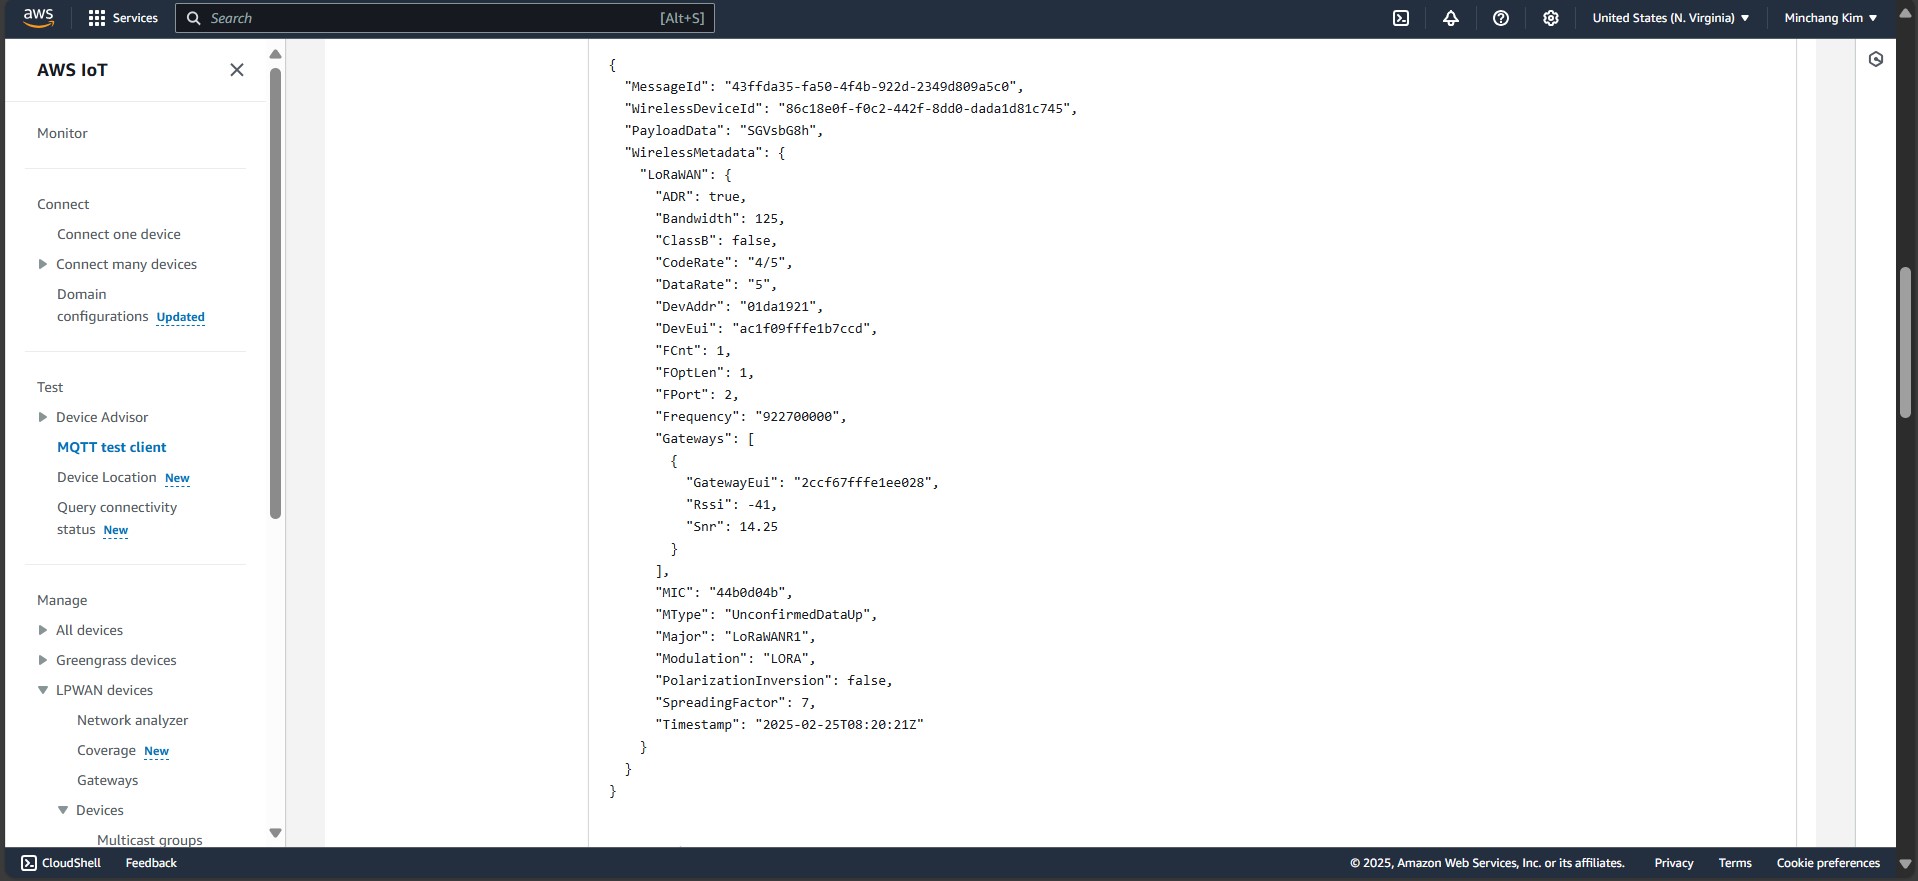 aws
Services
Search
[Alt+S]
United States (N. Virginia)
Minchang Kim
AWS IoT
Monitor
Connect
Connect one device
Connect many devices
Domain
configurations Updated
Test
Device Advisor
MQTT test client
Device Location New
Query connectivity
status New
Manage
All devices
Greengrass devices
LPWAN devices
Network analyzer
Coverage New
Gateways
Devices
Multicast groups
{
"MessageId": "43ffda35-fa50-4f4b-922d-2349d809a5c0",
"WirelessDeviceId": "86c18e0f-f0c2-442f-8dd0-dada1d81c745",
"PayloadData": "SGVsbG8h",
"WirelessMetadata": {
"LoRaWAN": {
"ADR": true,
"Bandwidth": 125,
"ClassB": false,
"CodeRate": "4/5",
"DataRate": "5",
"DevAddr": "01da1921",
"DevEui": "ac1f09fffe1b7ccd",
"FCnt": 1,
"FOptLen": 1,
"FPort": 2,
"Frequency": "922700000",
"Gateways": [
{
"GatewayEui": "2ccf67fffe1ee028",
"Rssi": -41,
"Snr": 14.25
}
],
"MIC": "44b0d04b",
"MType": "UnconfirmedDataUp",
"Major": "LoRaWANR1",
"Modulation": "LORA",
"PolarizationInversion": false,
"SpreadingFactor": 7,
"Timestamp": "2025-02-25T08:20:21Z"
}
}
}
CloudShell
Feedback
© 2025, Amazon Web Services, Inc. or its affiliates.
Privacy
Terms
Cookie preferences